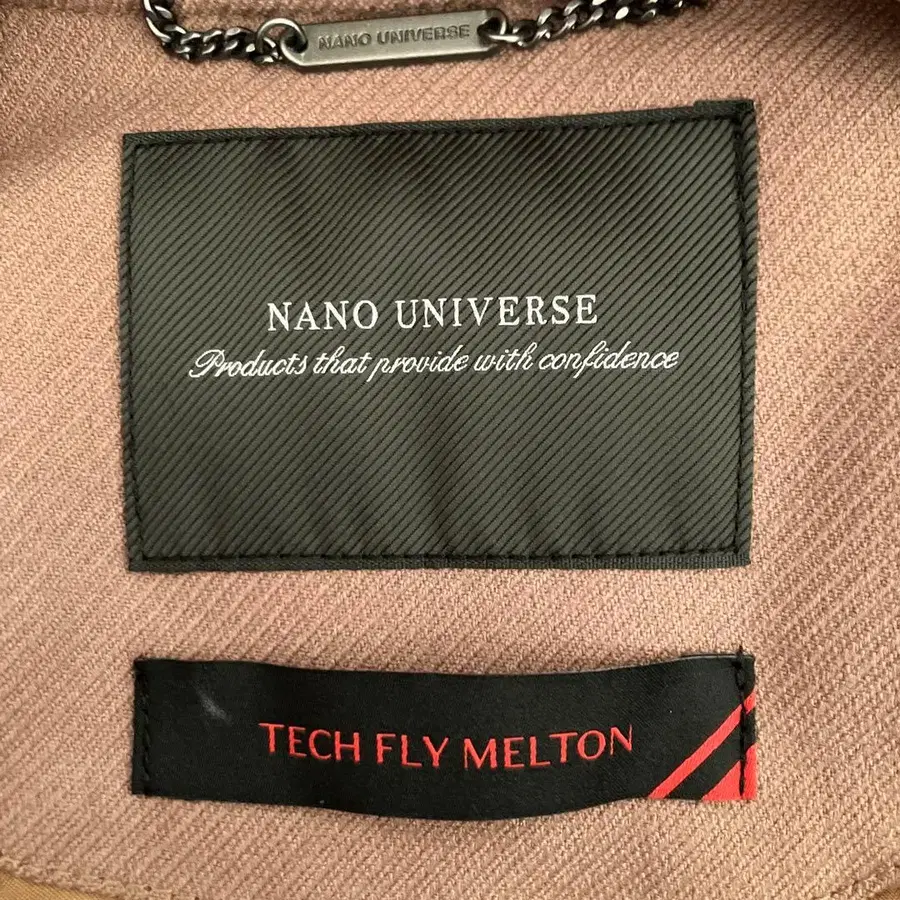 NANO UNIVERSE
NANO UNIVERSE
Products that provide with confidence
TECH FLY MELTON